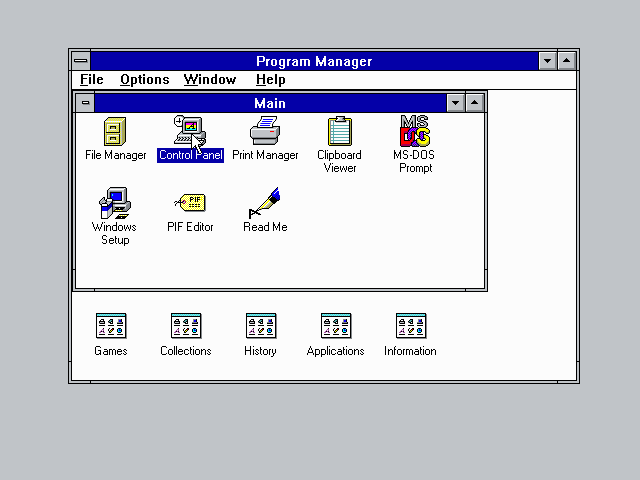 Program Manager
File Options Window Help
Main
MS
DOS
File Manager Control Panel Print Manager Clipboard Viewer MS-DOS Prompt
PIF
Windows Setup PIF Editor Read Me
Games Collections History Applications Information